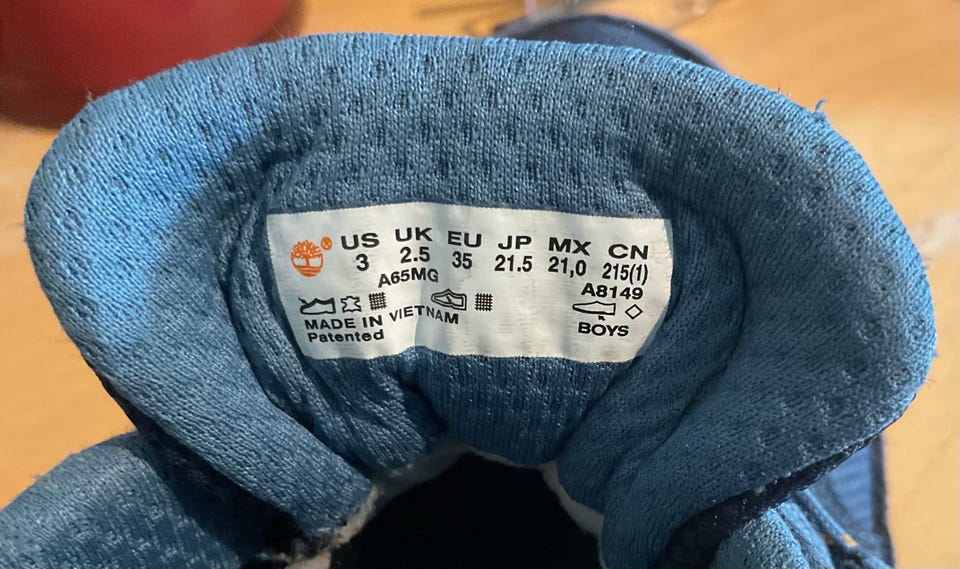 ® US UK EU JP MX CN
3 2.5 35 21.5 21,0 215(1)
A65MG A8149
MADE IN VIETNAM BOYS
Patented